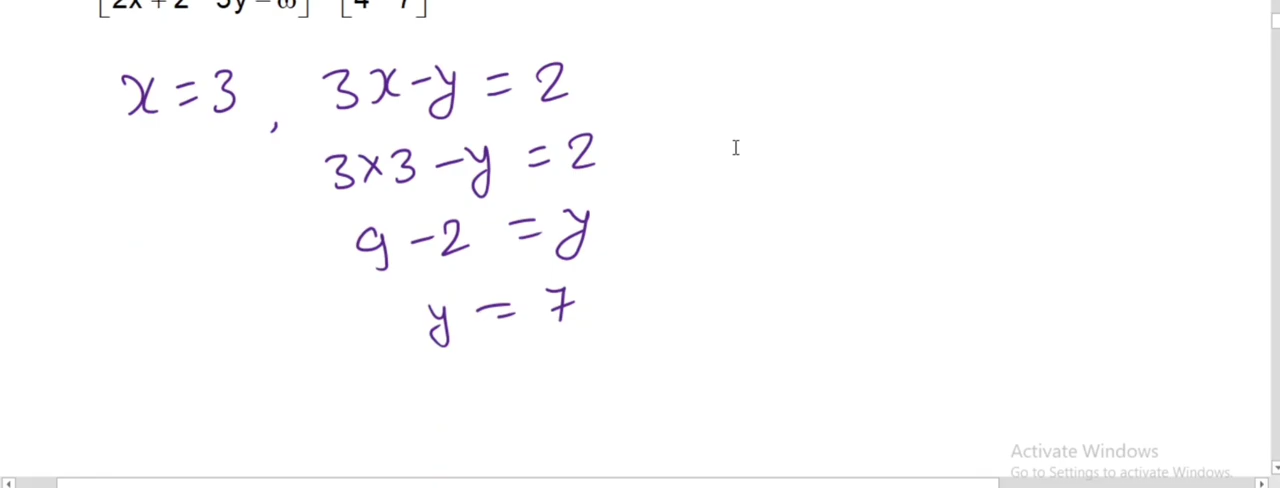 x = 3 , 3x - y = 2
3×3 - y = 2
9 - 2 = y
y = 7
Activate Windows
Go to Settings to activate Windows.